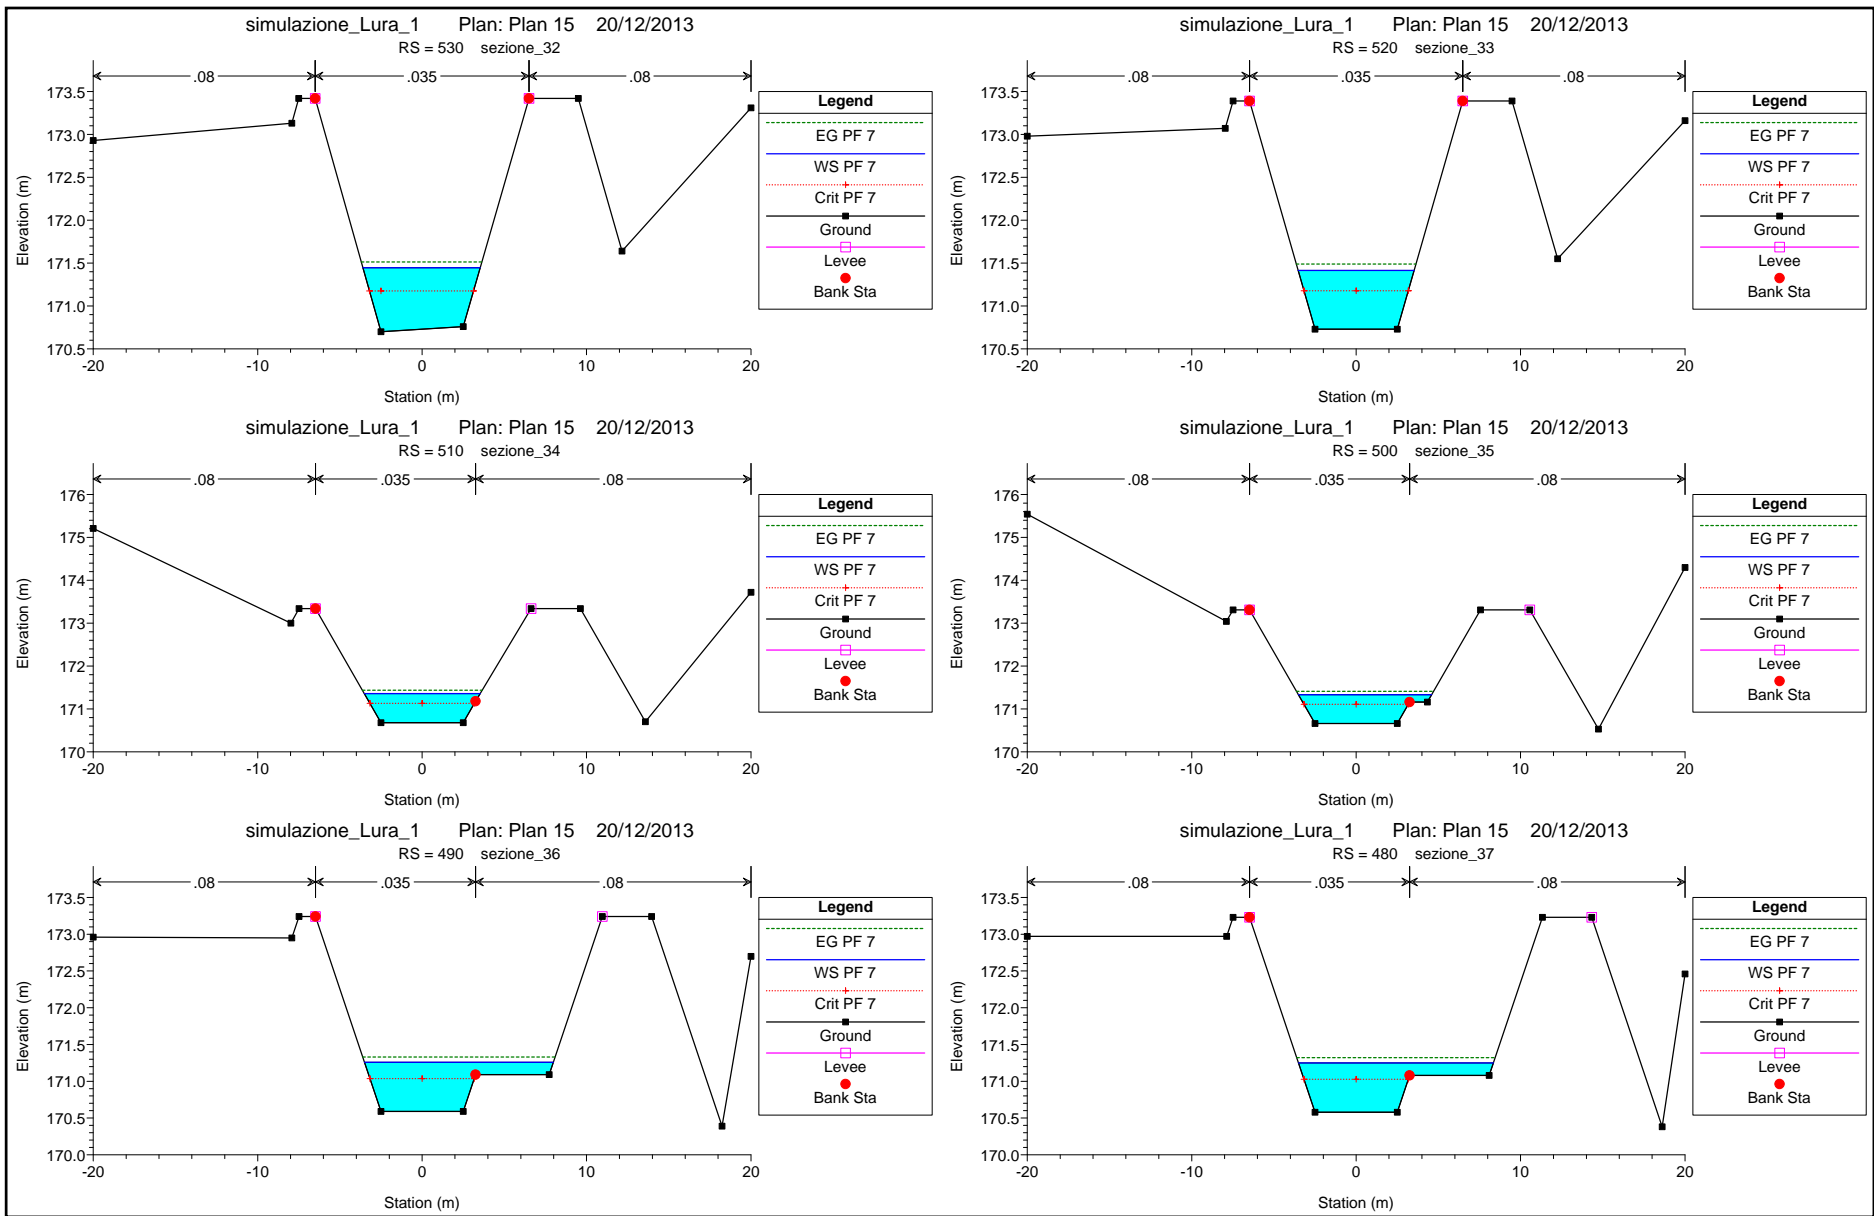 simulazione_Lura_1 Plan: Plan 15 20/12/2013
RS = 530 sezione_32
.08 .035 .08
173.5
173.0
172.5
172.0
171.5
171.0
170.5
Elevation (m)
-20 -10 0 10 20
Station (m)
Legend
EG PF 7
WS PF 7
Crit PF 7
Ground
Levee
Bank Sta
simulazione_Lura_1 Plan: Plan 15 20/12/2013
RS = 520 sezione_33
.08 .035 .08
173.5
173.0
172.5
172.0
171.5
171.0
170.5
Elevation (m)
-20 -10 0 10 20
Station (m)
Legend
EG PF 7
WS PF 7
Crit PF 7
Ground
Levee
Bank Sta
simulazione_Lura_1 Plan: Plan 15 20/12/2013
RS = 510 sezione_34
.08 .035 .08
176
175
174
173
172
171
170
Elevation (m)
-20 -10 0 10 20
Station (m)
Legend
EG PF 7
WS PF 7
Crit PF 7
Ground
Levee
Bank Sta
simulazione_Lura_1 Plan: Plan 15 20/12/2013
RS = 500 sezione_35
.08 .035 .08
176
175
174
173
172
171
170
Elevation (m)
-20 -10 0 10 20
Station (m)
Legend
EG PF 7
WS PF 7
Crit PF 7
Ground
Levee
Bank Sta
simulazione_Lura_1 Plan: Plan 15 20/12/2013
RS = 490 sezione_36
.08 .035 .08
173.5
173.0
172.5
172.0
171.5
171.0
170.5
170.0
Elevation (m)
-20 -10 0 10 20
Station (m)
Legend
EG PF 7
WS PF 7
Crit PF 7
Ground
Levee
Bank Sta
simulazione_Lura_1 Plan: Plan 15 20/12/2013
RS = 480 sezione_37
.08 .035 .08
173.5
173.0
172.5
172.0
171.5
171.0
170.5
170.0
Elevation (m)
-20 -10 0 10 20
Station (m)
Legend
EG PF 7
WS PF 7
Crit PF 7
Ground
Levee
Bank Sta